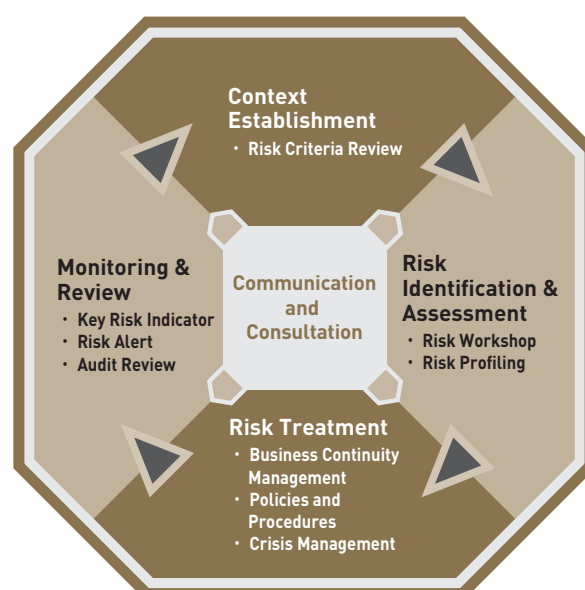 Context
Establishment
· Risk Criteria Review
Monitoring &
Review
· Key Risk Indicator
· Risk Alert
· Audit Review
Communication
and
Consultation
Risk
Identification &
Assessment
· Risk Workshop
· Risk Profiling
Risk Treatment
· Business Continuity
Management
· Policies and
Procedures
· Crisis Management